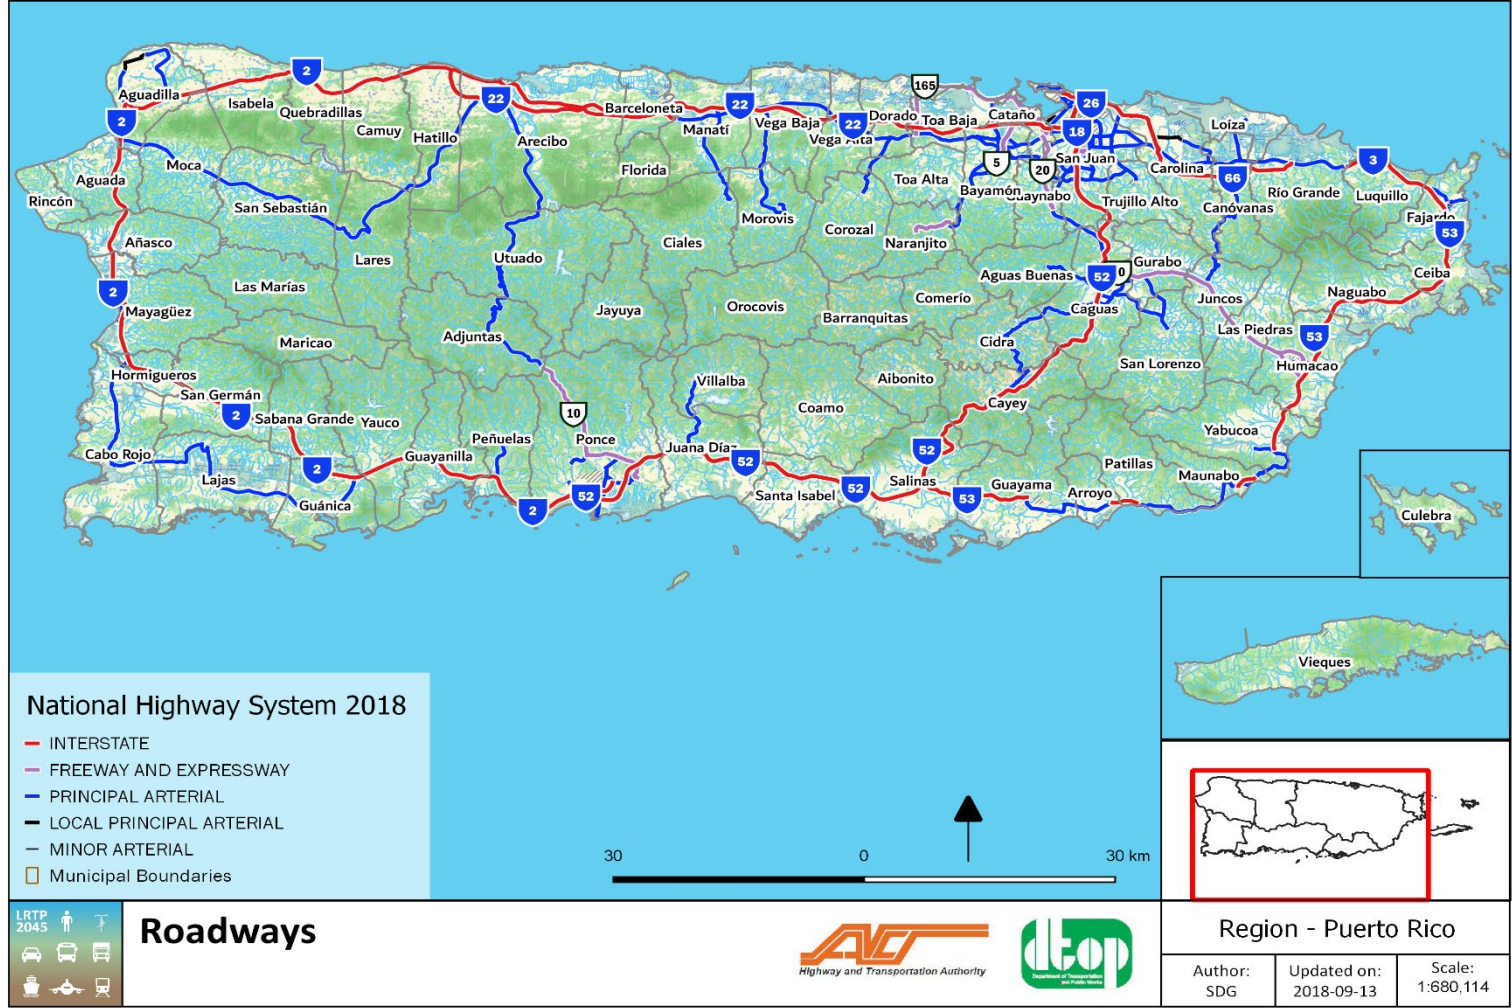 2
22
Aguadilla
Isabela
Quebradillas
Camuy
Hatillo
Arecibo
Barceloneta
22
Manatí
Vega Baja
22
Vega Alta
Dorado
165
Toa Baja
Cataño
26
18
Loíza
2
Moca
Aguada
Rincón
San Sebastián
Florida
Toa Alta
5
Bayamón
20
Guaynabo
San Juan
Carolina
66
Trujillo Alto
Canóvanas
Río Grande
3
Luquillo
Fajardo
53
Añasco
Lares
Utuado
Ciales
Morovis
Corozal
Naranjito
Aguas Buenas
52
0
Gurabo
Ceiba
2
Las Marías
Mayagüez
Jayuya
Orocovis
Barranquitas
Comerío
Caguas
Juncos
Naguabo
Maricao
Adjuntas
Cidra
Las Piedras
53
Hormigueros
Villalba
Aibonito
San Lorenzo
Humacao
San Germán
2
Sabana Grande
Yauco
10
Ponce
Coamo
Cayey
Yabucoa
Cabo Rojo
Lajas
2
Guayanilla
Peñuelas
Juana Díaz
52
52
Salinas
Patillas
Maunabo
Guánica
2
52
Santa Isabel
52
53
Guayama
Arroyo
Culebra
Vieques
National Highway System 2018
INTERSTATE
FREEWAY AND EXPRESSWAY
PRINCIPAL ARTERIAL
LOCAL PRINCIPAL ARTERIAL
MINOR ARTERIAL
Municipal Boundaries
30 0 30 km
LRTP
2045
Roadways
ACT
Highway and Transportation Authority
dtop
Department of Transportation
and Public Works
Region - Puerto Rico
Author:
SDG
Updated on:
2018-09-13
Scale:
1:680,114